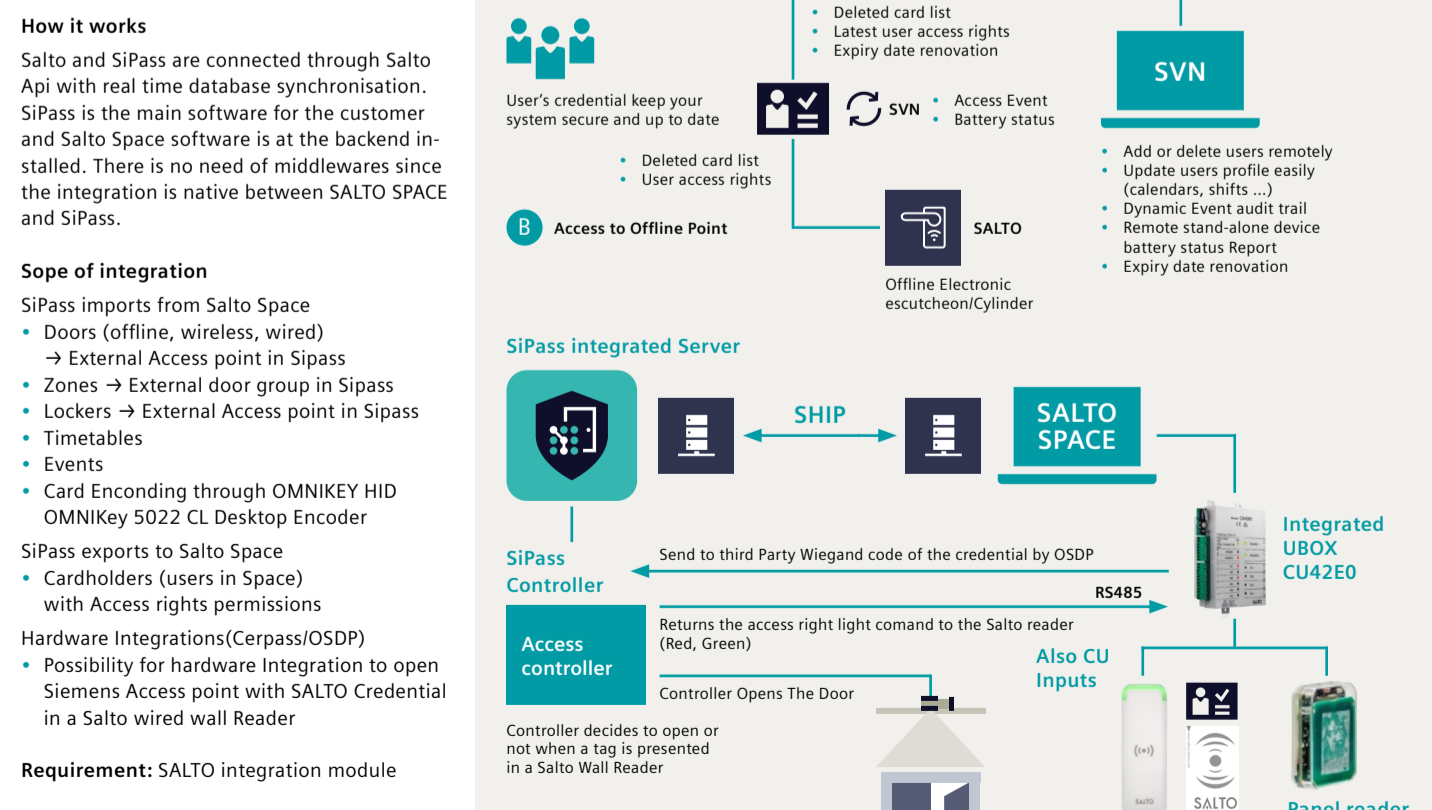 How it works
Salto and SiPass are connected through Salto
Api with real time database synchronisation.
SiPass is the main software for the customer
and Salto Space software is at the backend in-
stalled. There is no need of middlewares since
the integration is native between SALTO SPACE
and SiPass.
Sope of integration
SiPass imports from Salto Space
• Doors (offline, wireless, wired)
→ External Access point in Sipass
• Zones → External door group in Sipass
• Lockers → External Access point in Sipass
• Timetables
• Events
• Card Enconding through OMNIKEY HID
OMNIKey 5022 CL Desktop Encoder
SiPass exports to Salto Space
• Cardholders (users in Space)
with Access rights permissions
Hardware Integrations(Cerpass/OSDP)
• Possibility for hardware Integration to open
Siemens Access point with SALTO Credential
in a Salto wired wall Reader
Requirement: SALTO integration module
• Deleted card list
• Latest user access rights
• Expiry date renovation
User's credential keep your
system secure and up to date
SVN
• Access Event
• Battery status
• Deleted card list
• User access rights
B Access to Offline Point
SALTO
Offline Electronic
escutcheon/Cylinder
SVN
• Add or delete users remotely
• Update users profile easily
(calendars, shifts ...)
• Dynamic Event audit trail
• Remote stand-alone device
battery status Report
• Expiry date renovation
SiPass integrated Server
SHIP
SALTO
SPACE
Integrated
UBOX
CU42E0
SiPass
Controller
Send to third Party Wiegand code of the credential by OSDP
RS485
Access
controller
Returns the access right light comand to the Salto reader
(Red, Green)
Controller Opens The Door
Controller decides to open or
not when a tag is presented
in a Salto Wall Reader
Also CU
Inputs
SALTO
SALTO
Panel reader